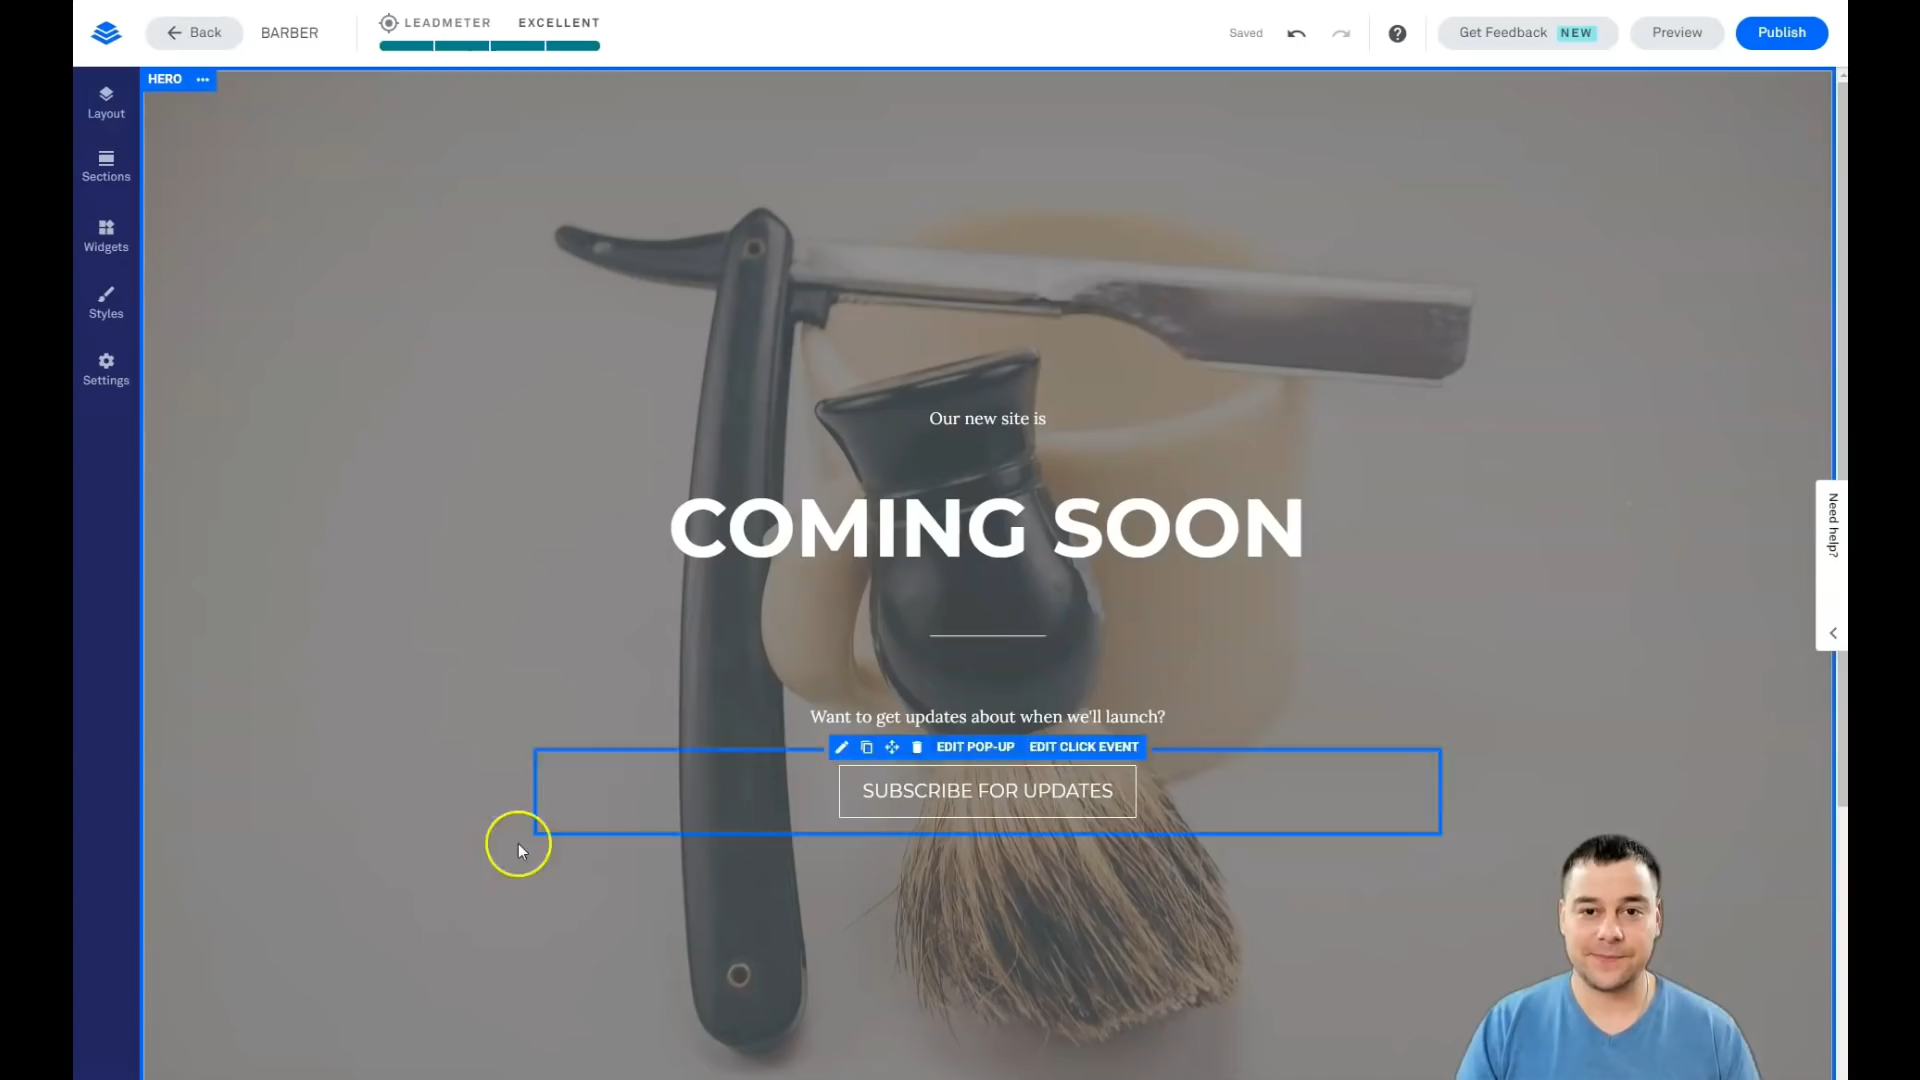 Back
BARBER
LEADMETER EXCELLENT
Saved
Get Feedback NEW
Preview
Publish
HERO
Layout
Sections
Widgets
Styles
Settings
Our new site is
COMING SOON
Want to get updates about when we'll launch?
EDIT POP-UP EDIT CLICK EVENT
SUBSCRIBE FOR UPDATES
Need help?